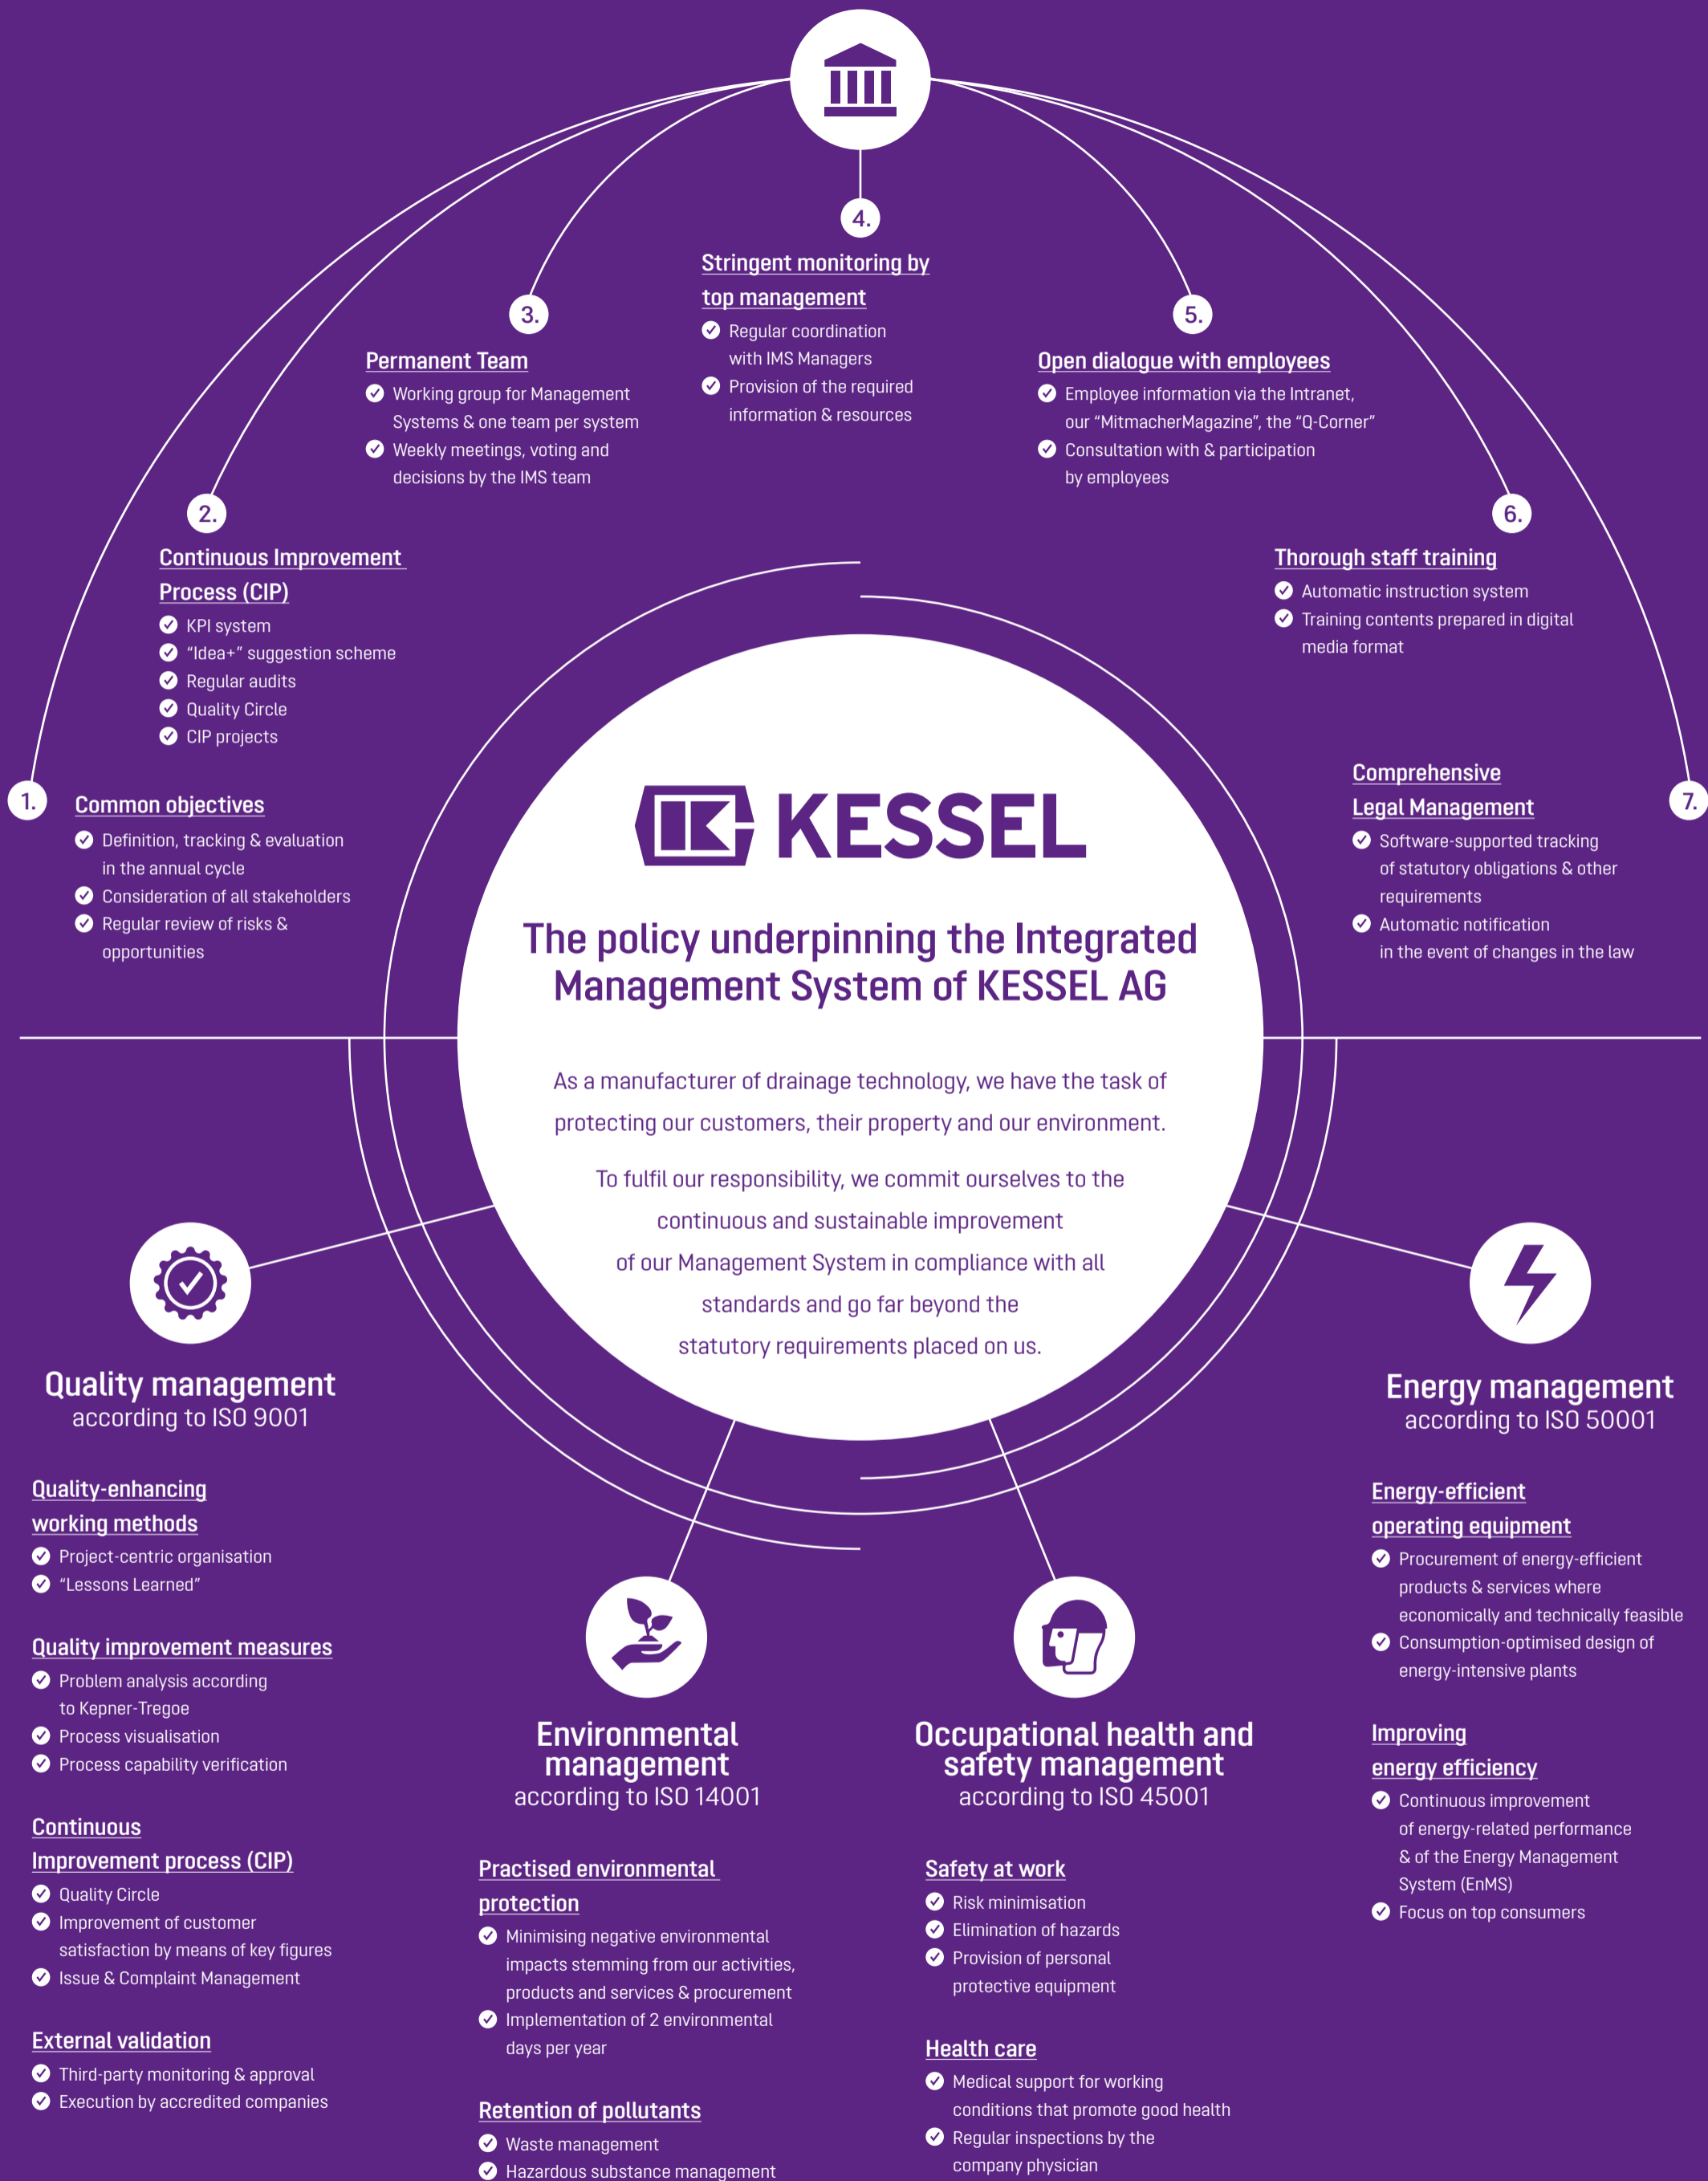 4.
Stringent monitoring by
top management
Regular coordination
with IMS Managers
Provision of the required
information & resources
3.
Permanent Team
Working group for Management
Systems & one team per system
Weekly meetings, voting and
decisions by the IMS team
5.
Open dialogue with employees
Employee information via the Intranet,
our “MitmacherMagazine”, the “Q-Corner”
Consultation with & participation
by employees
2.
Continuous Improvement
Process (CIP)
KPI system
“Idea+” suggestion scheme
Regular audits
Quality Circle
CIP projects
6.
Thorough staff training
Automatic instruction system
Training contents prepared in digital
media format
1.
Common objectives
Definition, tracking & evaluation
in the annual cycle
Consideration of all stakeholders
Regular review of risks &
opportunities
7.
Comprehensive
Legal Management
Software-supported tracking
of statutory obligations & other
requirements
Automatic notification
in the event of changes in the law
KESSEL
The policy underpinning the Integrated
Management System of KESSEL AG
As a manufacturer of drainage technology, we have the task of
protecting our customers, their property and our environment.
To fulfil our responsibility, we commit ourselves to the
continuous and sustainable improvement
of our Management System in compliance with all
standards and go far beyond the
statutory requirements placed on us.
Quality management
according to ISO 9001
Quality-enhancing
working methods
Project-centric organisation
“Lessons Learned”
Quality improvement measures
Problem analysis according
to Kepner-Tregoe
Process visualisation
Process capability verification
Continuous
Improvement process (CIP)
Quality Circle
Improvement of customer
satisfaction by means of key figures
Issue & Complaint Management
External validation
Third-party monitoring & approval
Execution by accredited companies
Environmental
management
according to ISO 14001
Practised environmental
protection
Minimising negative environmental
impacts stemming from our activities,
products and services & procurement
Implementation of 2 environmental
days per year
Retention of pollutants
Waste management
Hazardous substance management
Occupational health and
safety management
according to ISO 45001
Safety at work
Risk minimisation
Elimination of hazards
Provision of personal
protective equipment
Health care
Medical support for working
conditions that promote good health
Regular inspections by the
company physician
Energy management
according to ISO 50001
Energy-efficient
operating equipment
Procurement of energy-efficient
products & services where
economically and technically feasible
Consumption-optimised design of
energy-intensive plants
Improving
energy efficiency
Continuous improvement
of energy-related performance
& of the Energy Management
System (EnMS)
Focus on top consumers